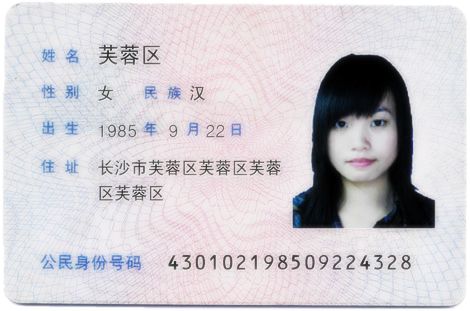 姓名 芙蓉区
性别 女 民族 汉
出生 1985 年 9 月 22 日
住址 长沙市芙蓉区芙蓉区芙蓉
区芙蓉区
公民身份号码 430102198509224328